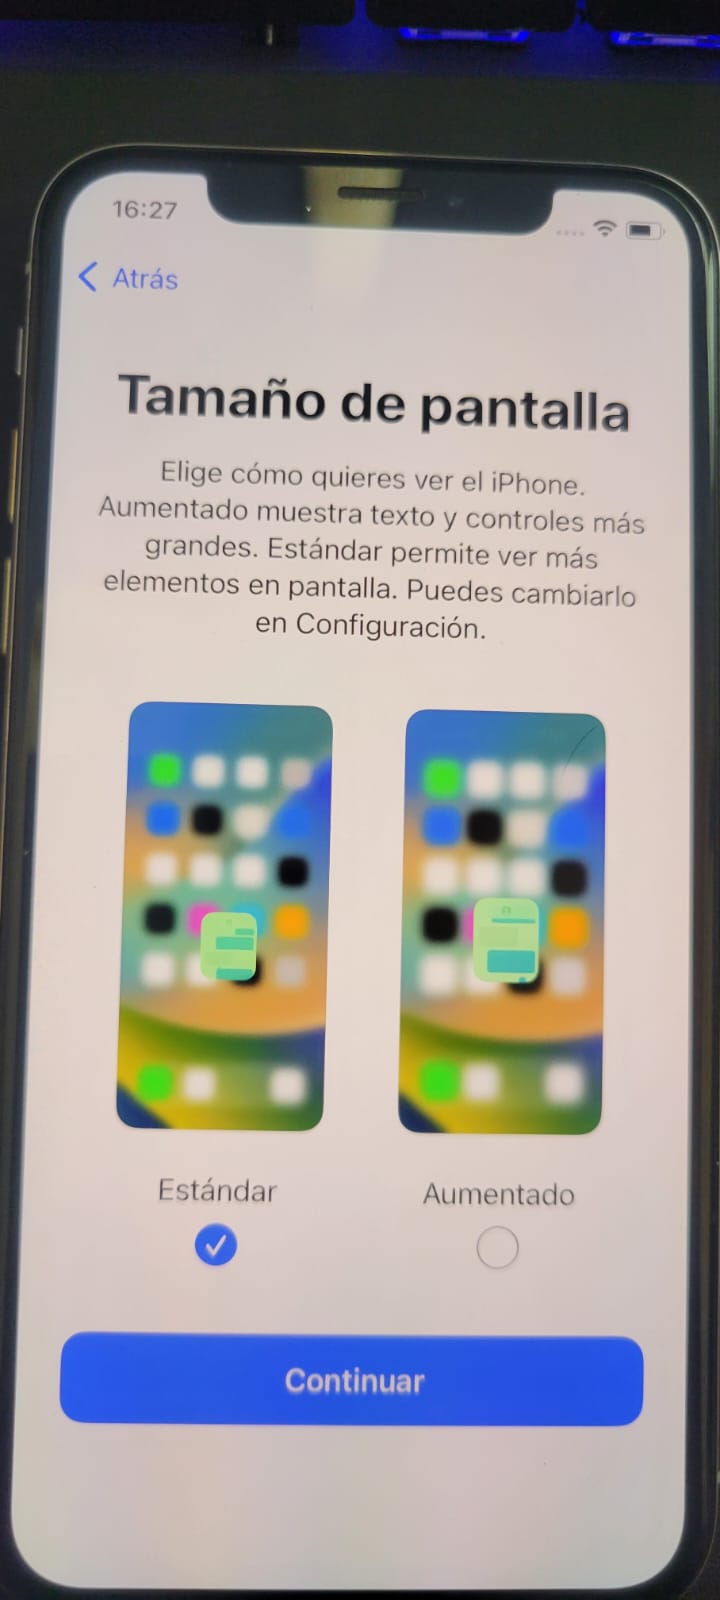 16:27
Atrás
Tamaño de pantalla
Elige cómo quieres ver el iPhone.
Aumentado muestra texto y controles más
grandes. Estándar permite ver más
elementos en pantalla. Puedes cambiarlo
en Configuración.
Estándar
Aumentado
Continuar